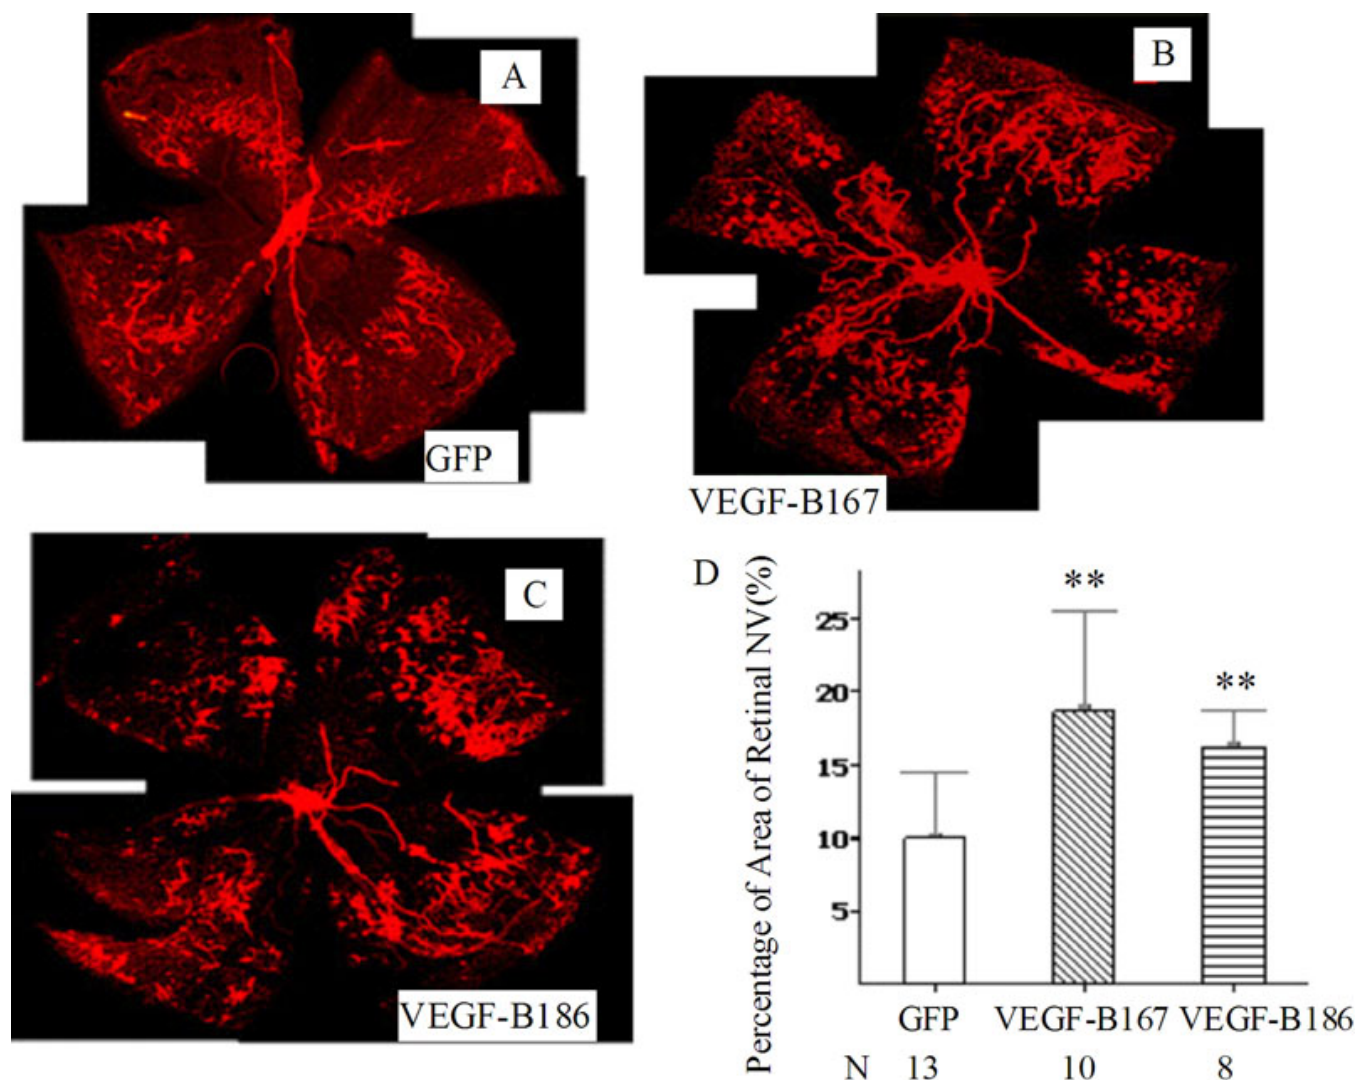 A
B
GFP
VEGF-B167
C
VEGF-B186
D
Percentage of Area of Retinal NV(%)
**
**
25
20
15
10
5
GFP VEGF-B167 VEGF-B186
N 13 10 8